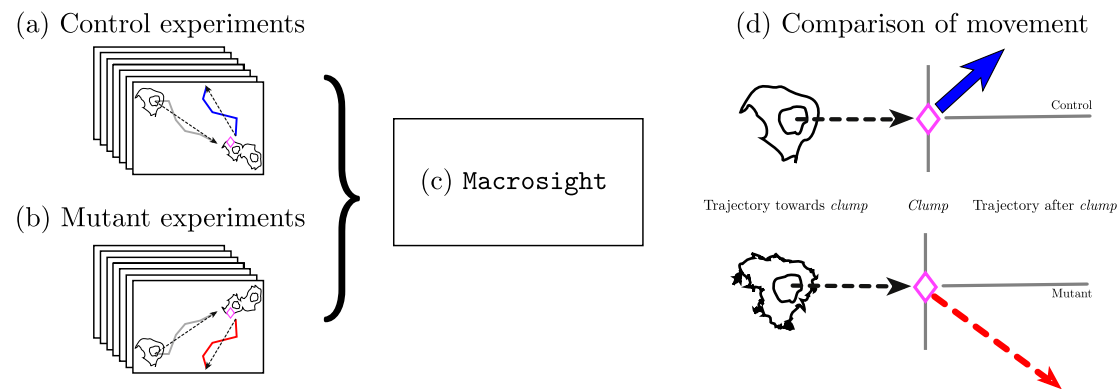 (a) Control experiments
(b) Mutant experiments
(c) Macrosight
(d) Comparison of movement
Control
Trajectory towards clump
Clump
Trajectory after clump
Mutant